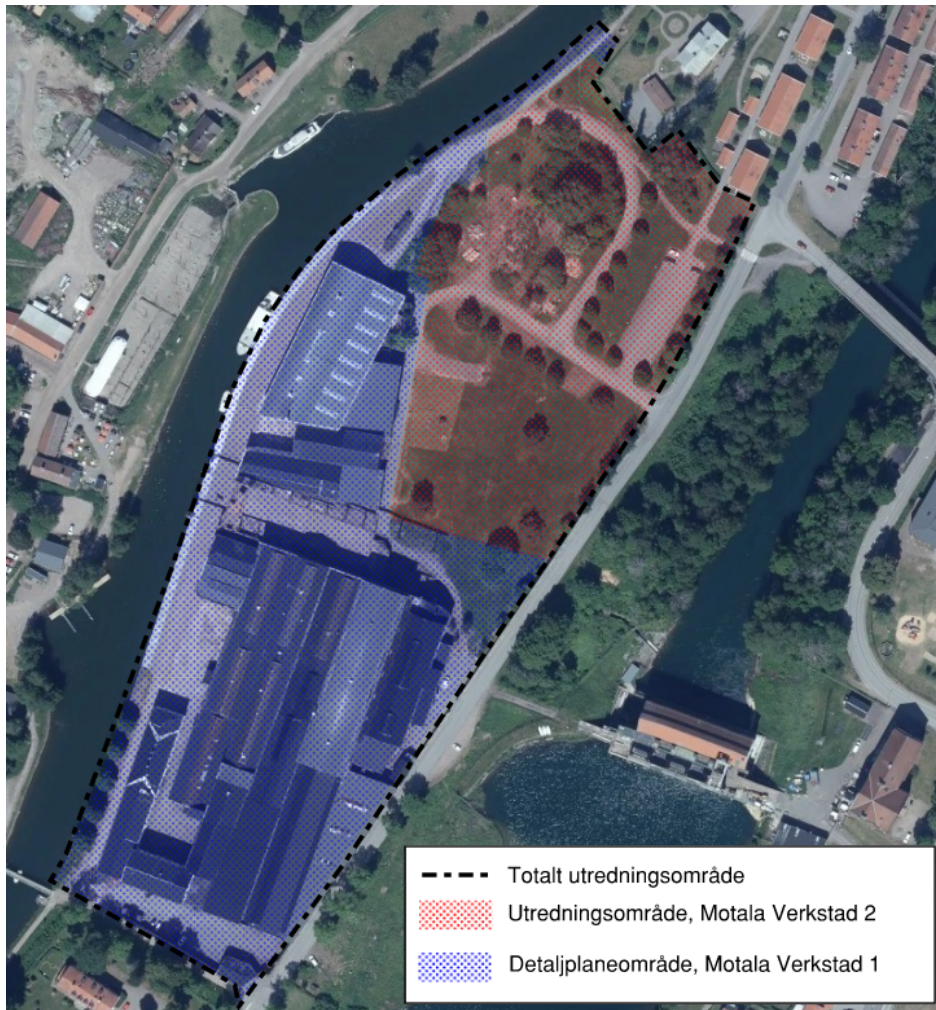 Totalt utredningsområde
Utredningsområde, Motala Verkstad 2
Detaljplaneområde, Motala Verkstad 1